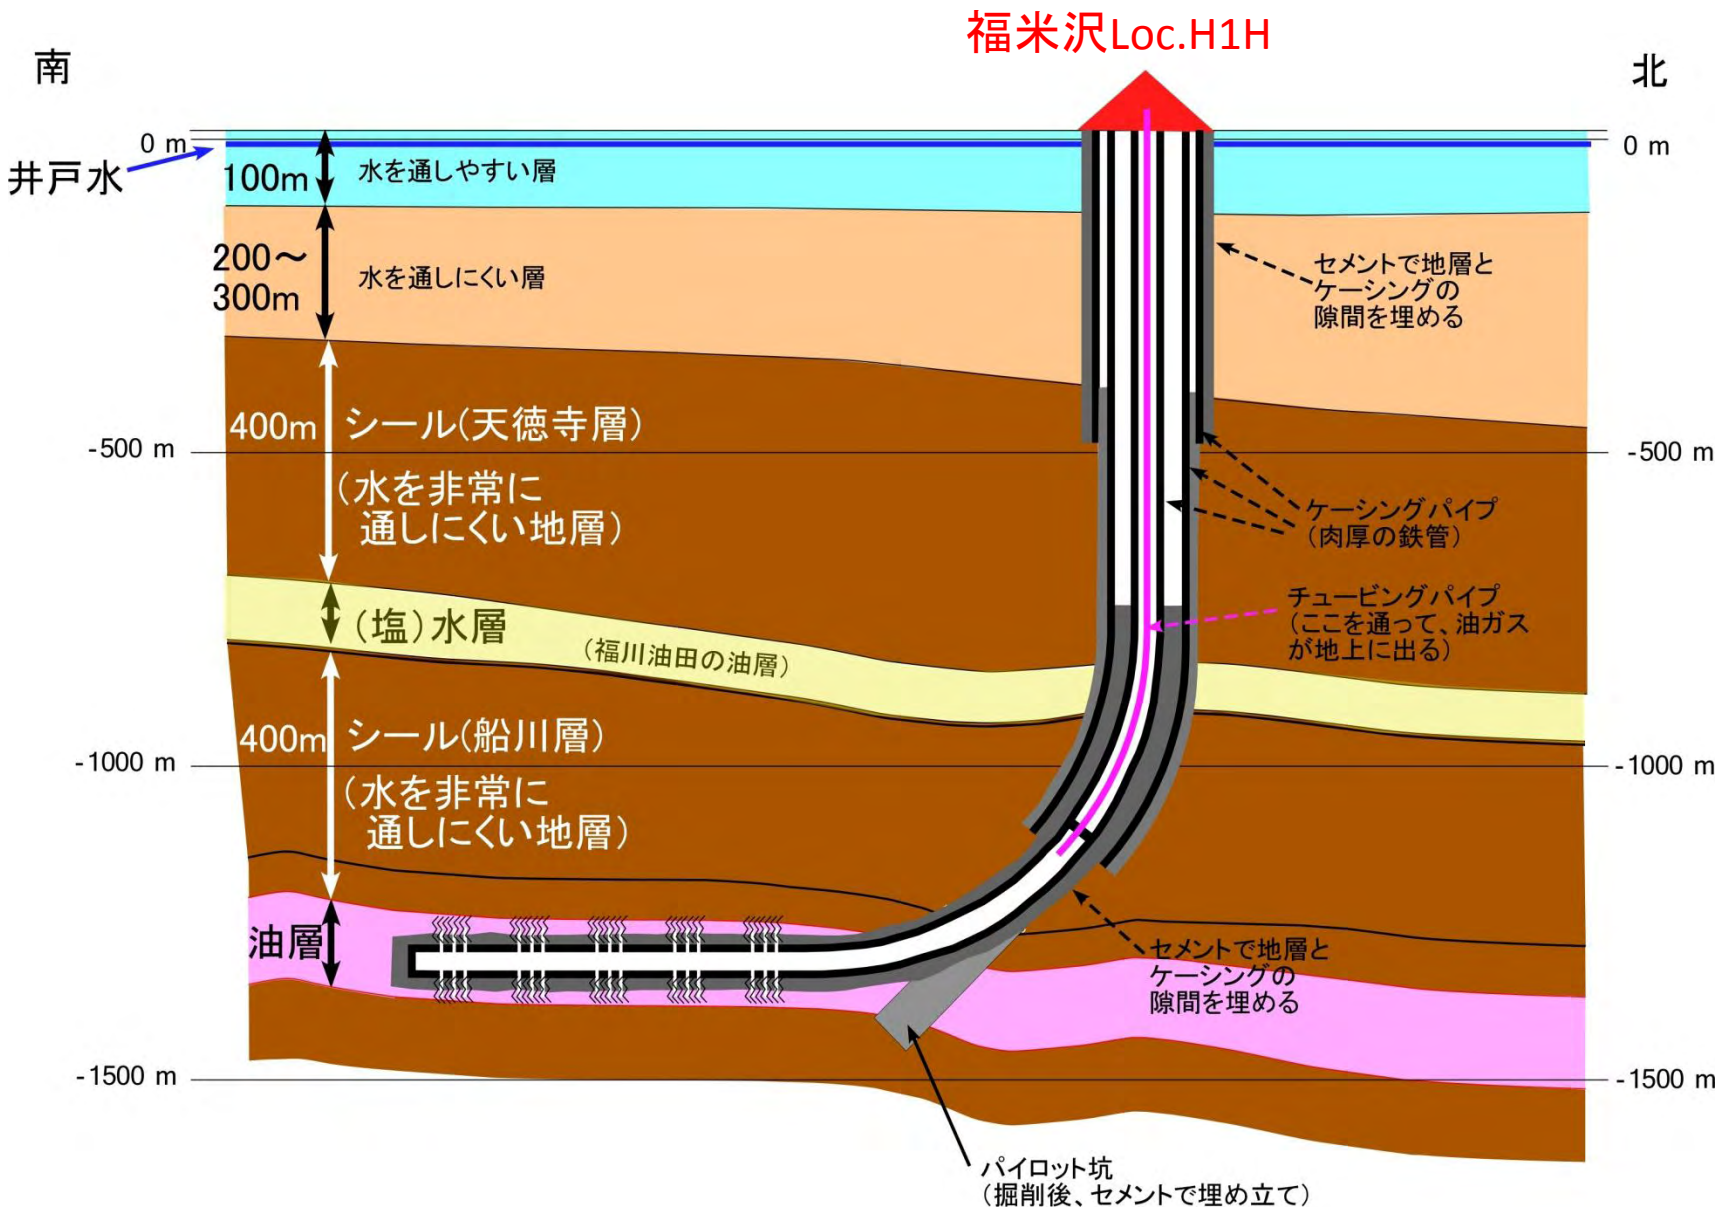 福米沢Loc.H1H
南
北
0 m
0 m
井戸水
100m
水を通しやすい層
200～
300m
水を通しにくい層
セメントで地層と
ケーシングの
隙間を埋める
400m
シール(天徳寺層)
-500 m
-500 m
(水を非常に
通しにくい地層)
ケーシングパイプ
(肉厚の鉄管)
チュービングパイプ
(ここを通って、油ガス
が地上に出る)
(塩)水層
(福川油田の油層)
400m
シール(船川層)
-1000 m
-1000 m
(水を非常に
通しにくい地層)
油層
セメントで地層と
ケーシングの
隙間を埋める
-1500 m
-1500 m
パイロット坑
(掘削後、セメントで埋め立て)